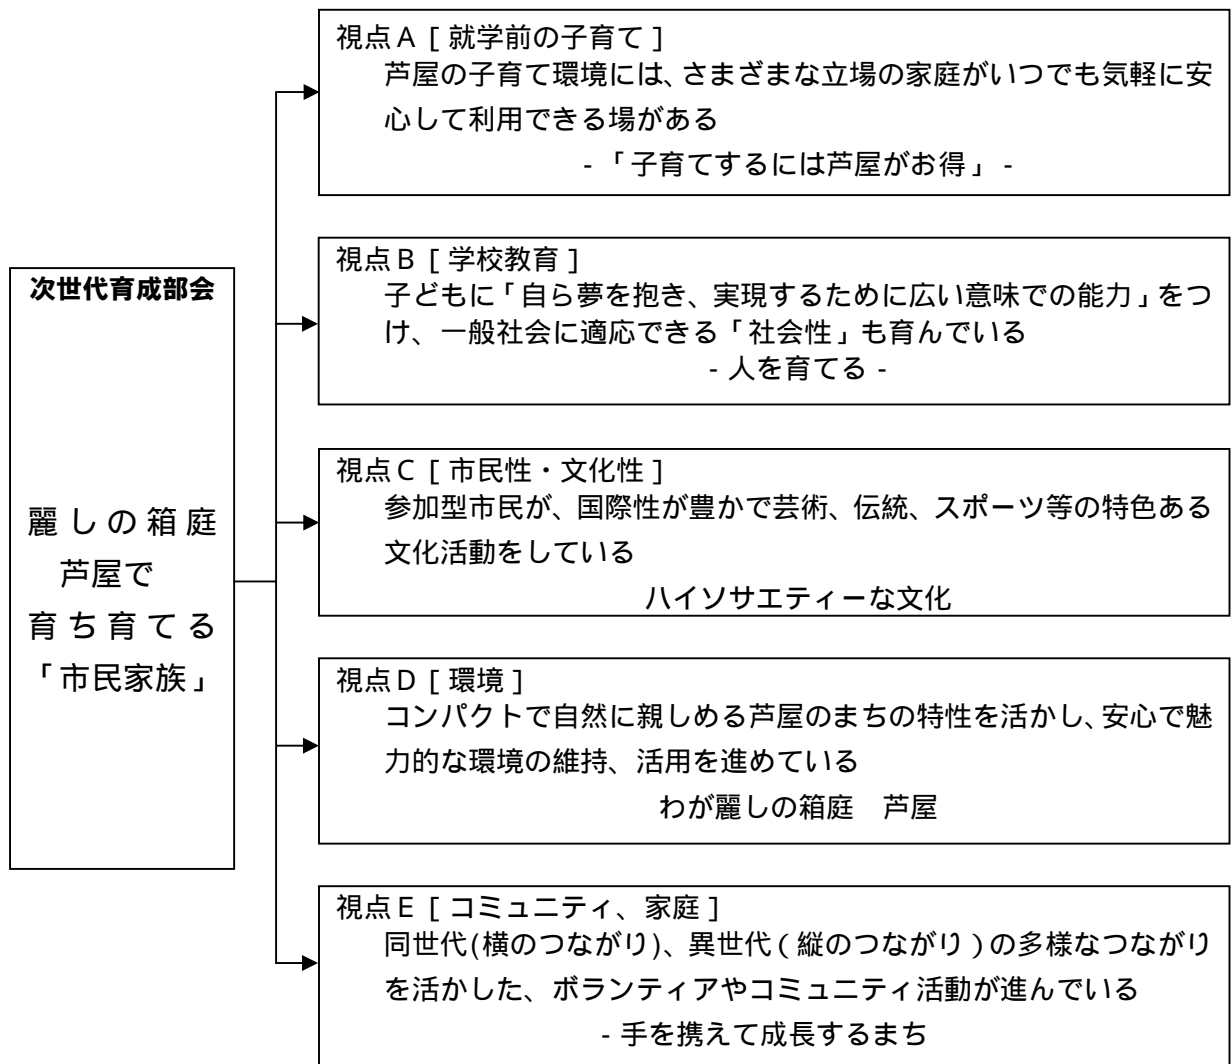 次世代育成部会
麗しの箱庭
芦屋で
育ち育てる
「市民家族」
視点A［就学前の子育て］
芦屋の子育て環境には、さまざまな立場の家庭がいつでも気軽に安
心して利用できる場がある
-「子育てするには芦屋がお得」-
視点B［学校教育］
子どもに「自ら夢を抱き、実現するために広い意味での能力」をつ
け、一般社会に適応できる「社会性」も育んでいる
- 人を育てる -
視点C［市民性・文化性］
参加型市民が、国際性が豊かで芸術、伝統、スポーツ等の特色ある
文化活動をしている
ハイソサエティーな文化
視点D［環境］
コンパクトで自然に親しめる芦屋のまちの特性を活かし、安心で魅
力的な環境の維持、活用を進めている
わが麗しの箱庭　芦屋
視点E［コミュニティ、家庭］
同世代(横のつながり)、異世代（縦のつながり）の多様なつながり
を活かした、ボランティアやコミュニティ活動が進んでいる
- 手を携えて成長するまち